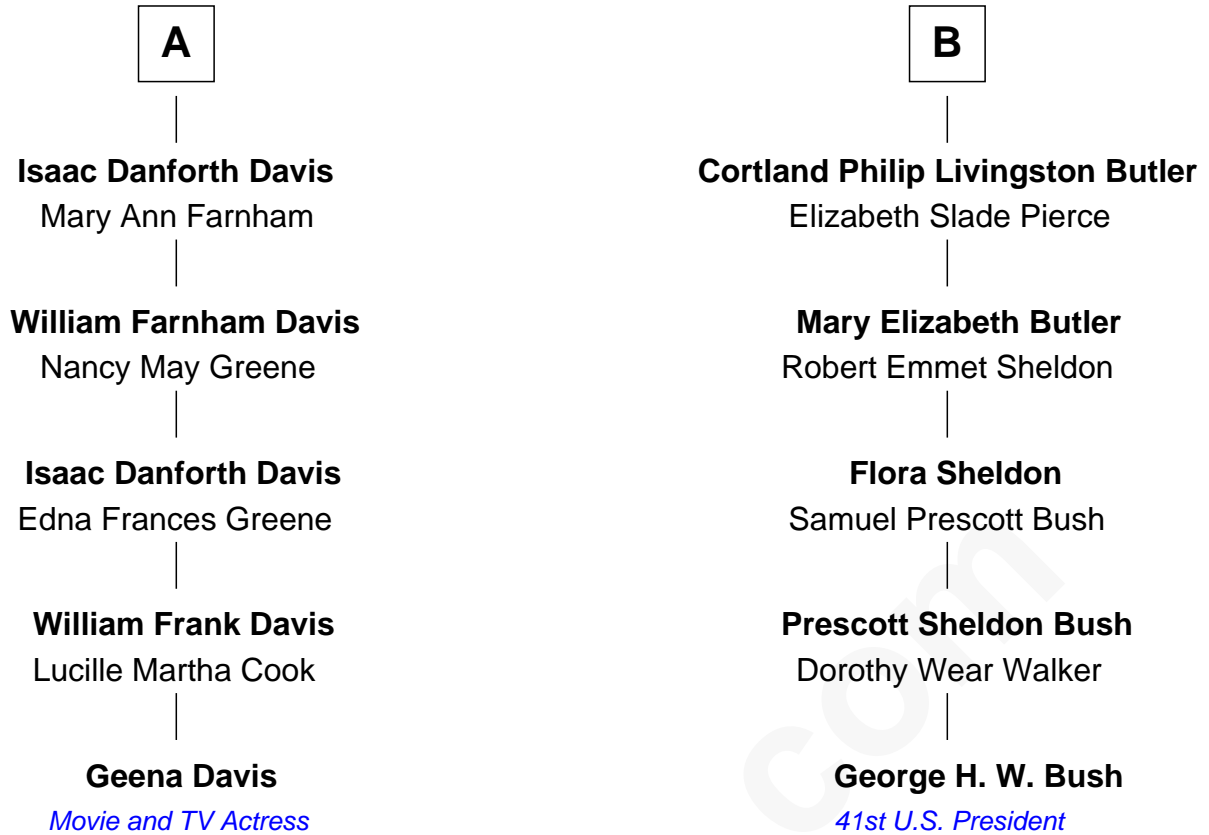 A
Isaac Danforth Davis
Mary Ann Farnham
William Farnham Davis
Nancy May Greene
Isaac Danforth Davis
Edna Frances Greene
William Frank Davis
Lucille Martha Cook
Geena Davis
Movie and TV Actress
B
Cortland Philip Livingston Butler
Elizabeth Slade Pierce
Mary Elizabeth Butler
Robert Emmet Sheldon
Flora Sheldon
Samuel Prescott Bush
Prescott Sheldon Bush
Dorothy Wear Walker
George H. W. Bush
41st U.S. President
com